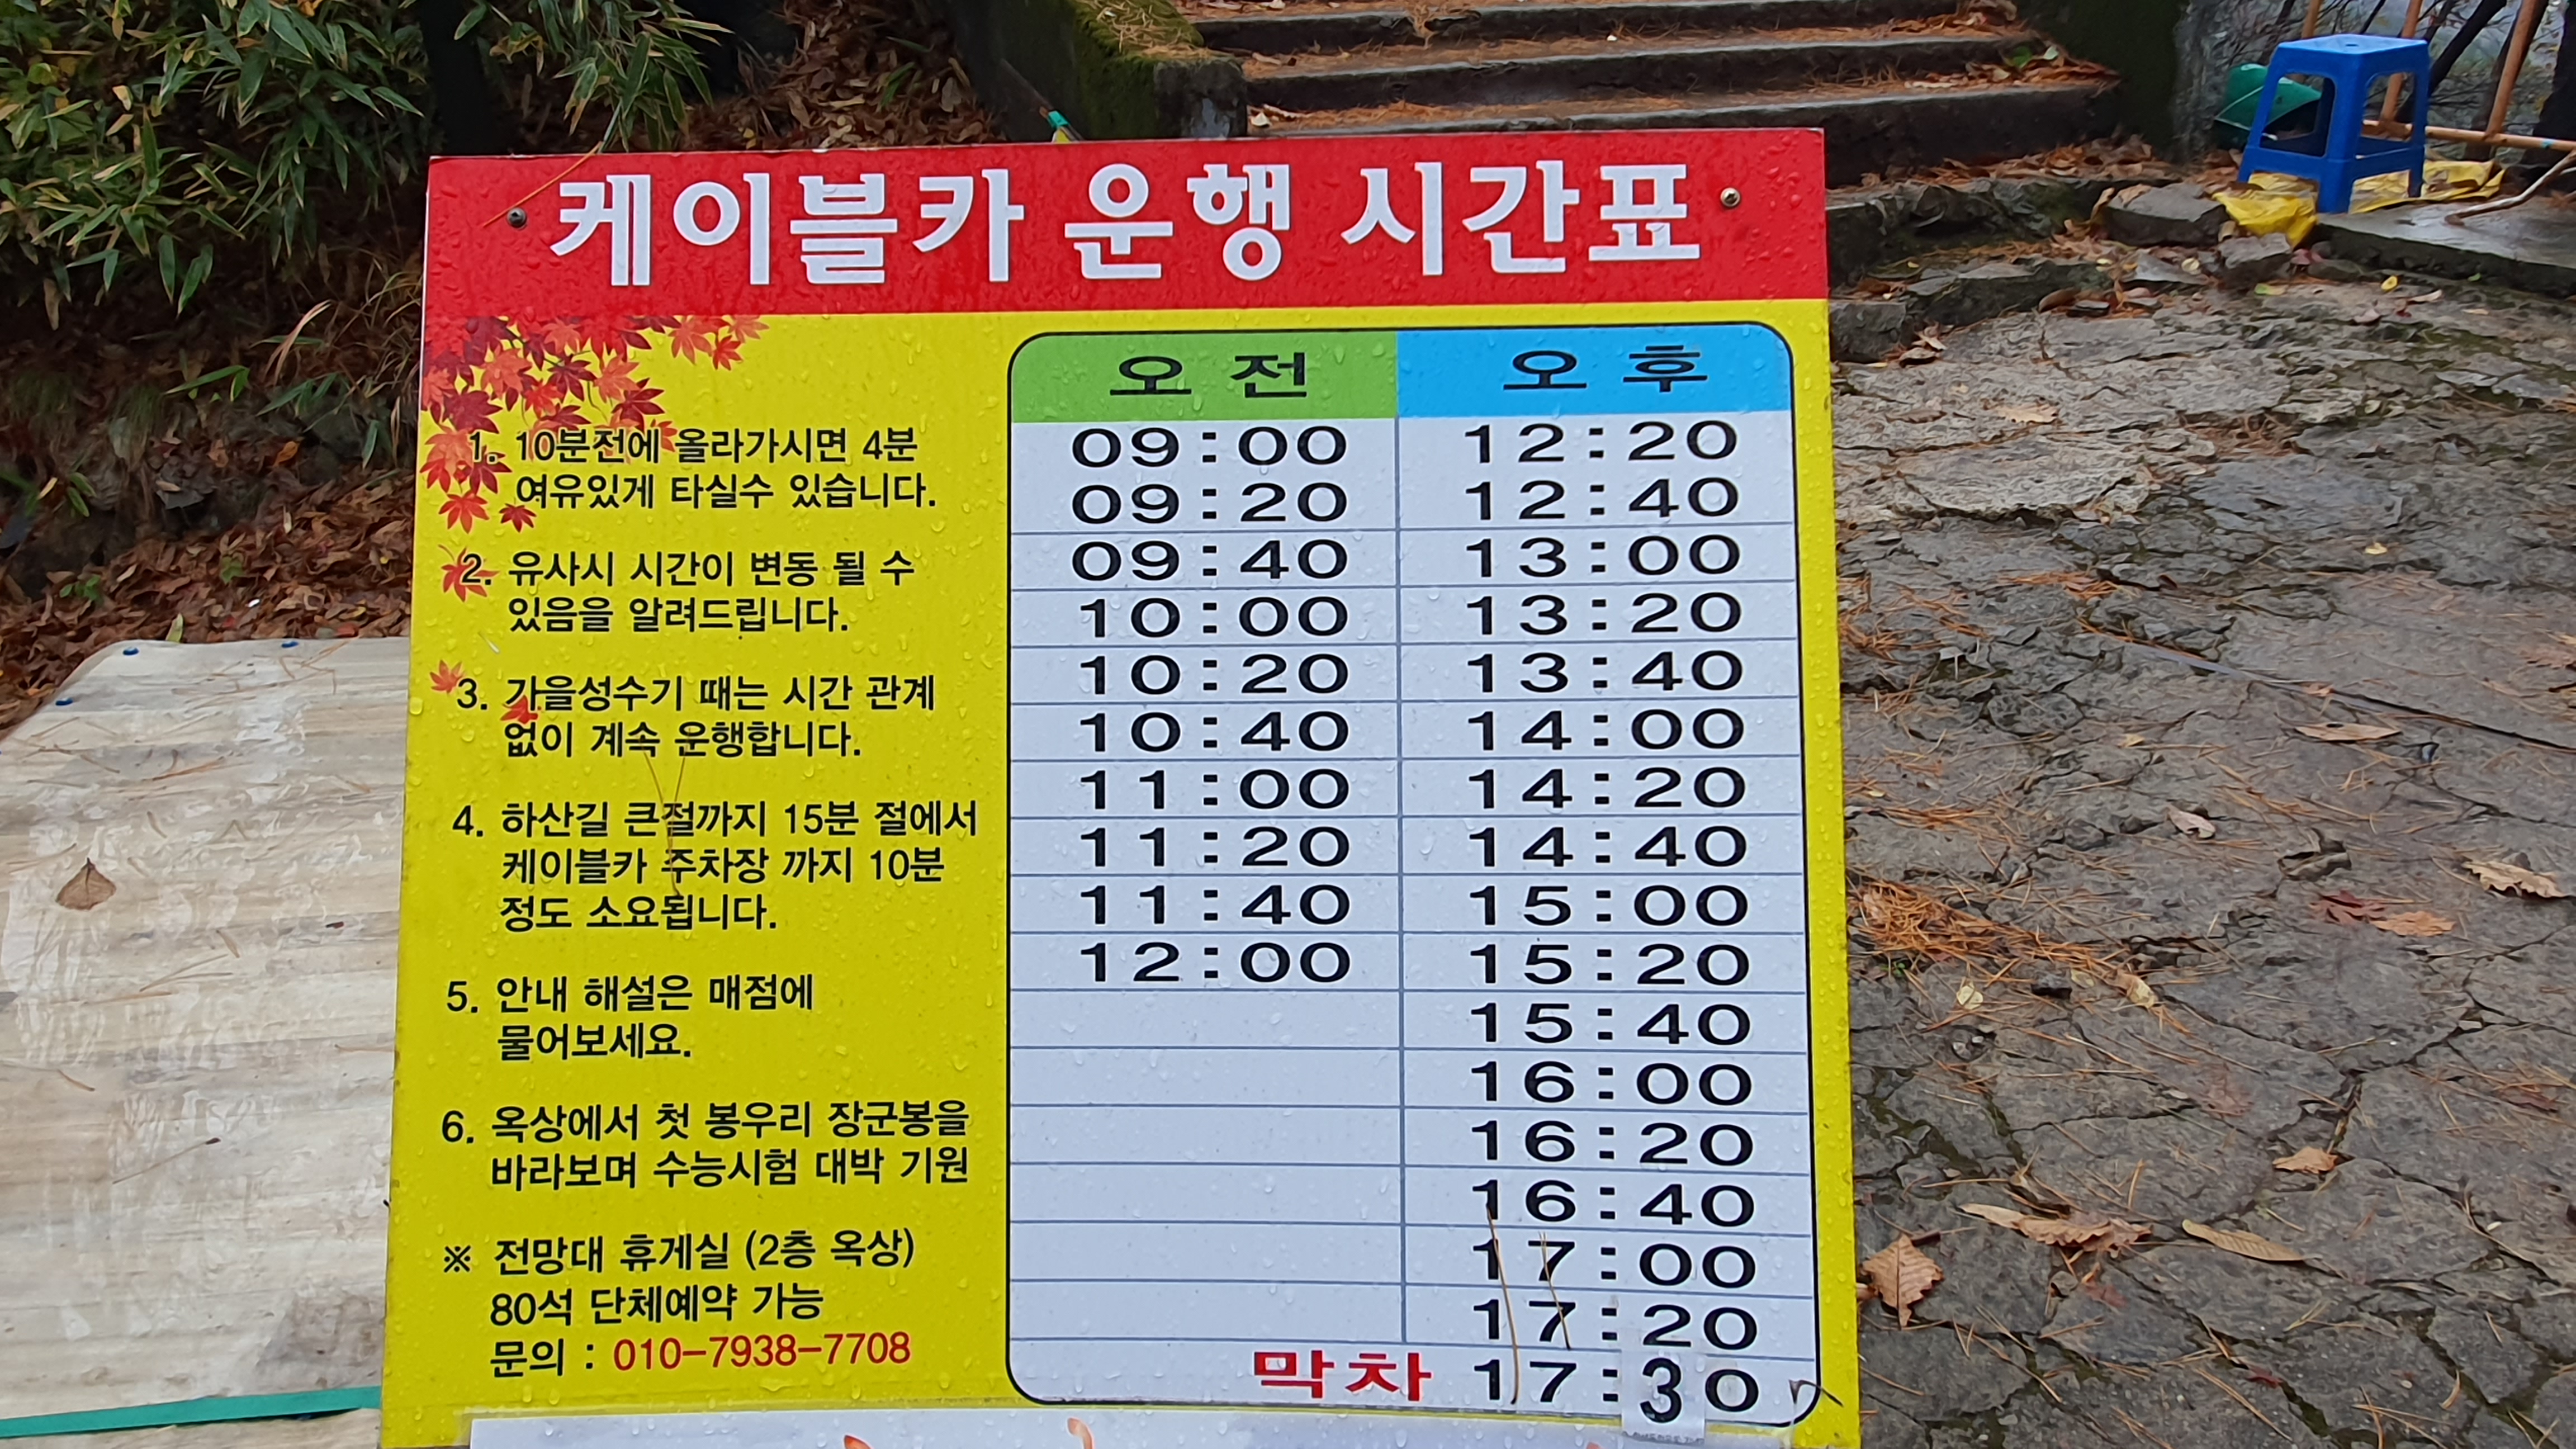 케이블카 운행 시간표
1. 10분전에 올라가시면 4분
여유있게 타실수 있습니다.
2. 유사시 시간이 변동 될 수
있음을 알려드립니다.
3. 가을성수기 때는 시간 관계
없이 계속 운행합니다.
4. 하산길 큰절까지 15분 절에서
케이블카 주차장 까지 10분
정도 소요됩니다.
5. 안내 해설은 매점에
물어보세요.
6. 옥상에서 첫 봉우리 장군봉을
바라보며 수능시험 대박 기원
※ 전망대 휴게실 (2층 옥상)
80석 단체예약 가능
문의 : 010-7938-7708
오전 오후
09:00 12:20
09:20 12:40
09:40 13:00
10:00 13:20
10:20 13:40
10:40 14:00
11:00 14:20
11:20 14:40
11:40 15:00
12:00 15:20
15:40
16:00
16:20
16:40
17:00
17:20
막차 17:30